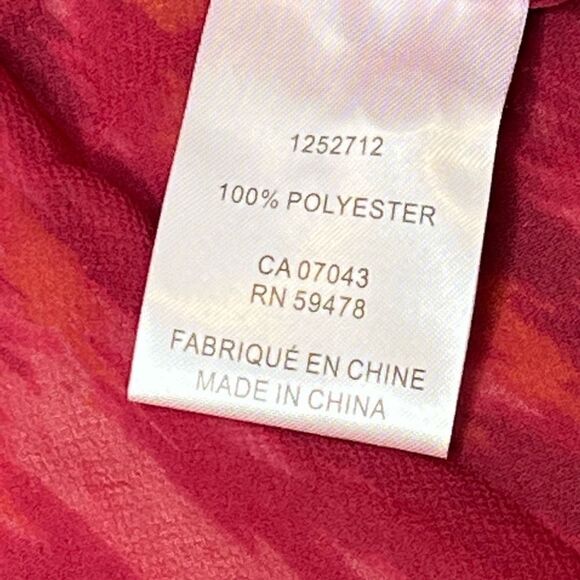 1252712
100% POLYESTER
CA 07043
RN 59478
FABRIQUÉ EN CHINE
MADE IN CHINA